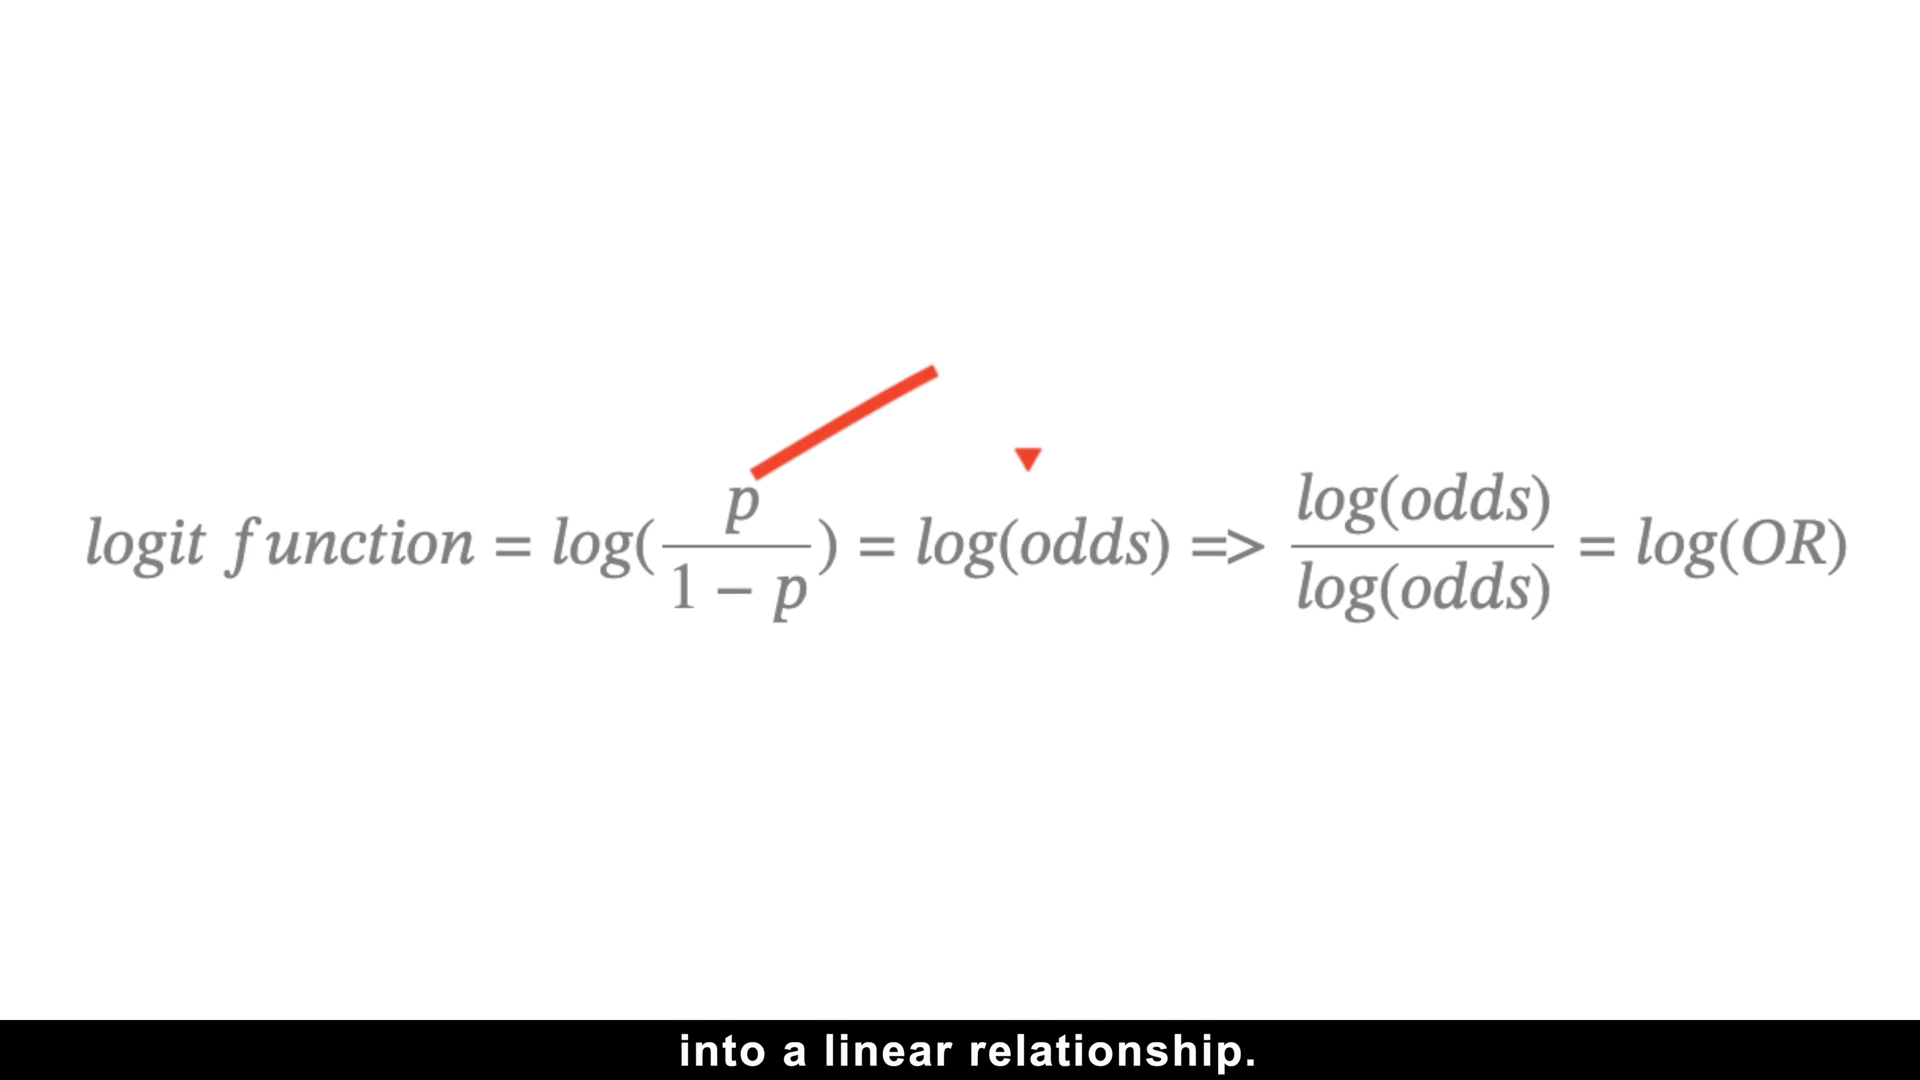 logit function = log(p / 1 − p) = log(odds) => log(odds) / log(odds) = log(OR)
into a linear relationship.